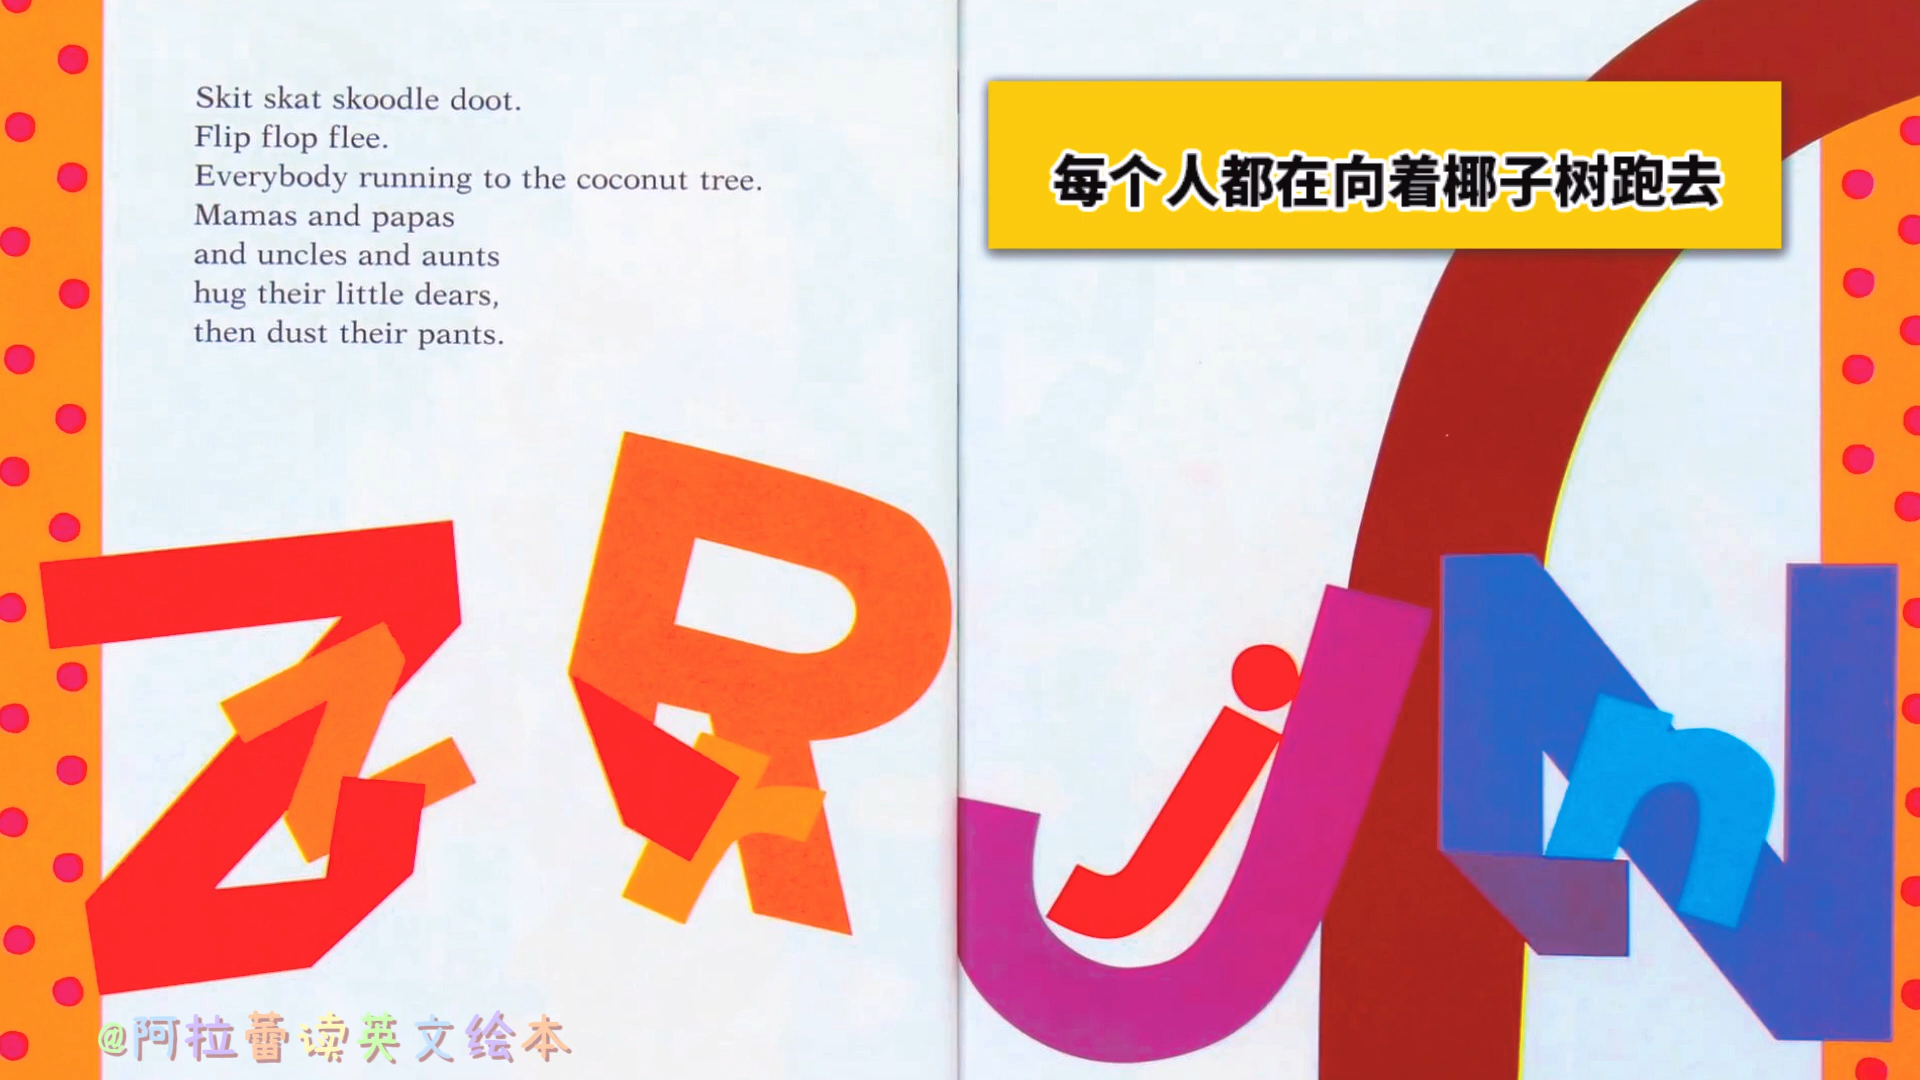 Skit skat skoodle doot.
Flip flop flee.
Everybody running to the coconut tree.
Mamas and papas
and uncles and aunts
hug their little dears,
then dust their pants.
每个人都在向着椰子树跑去
Z z R r J j N n
@阿拉蕾读英文绘本